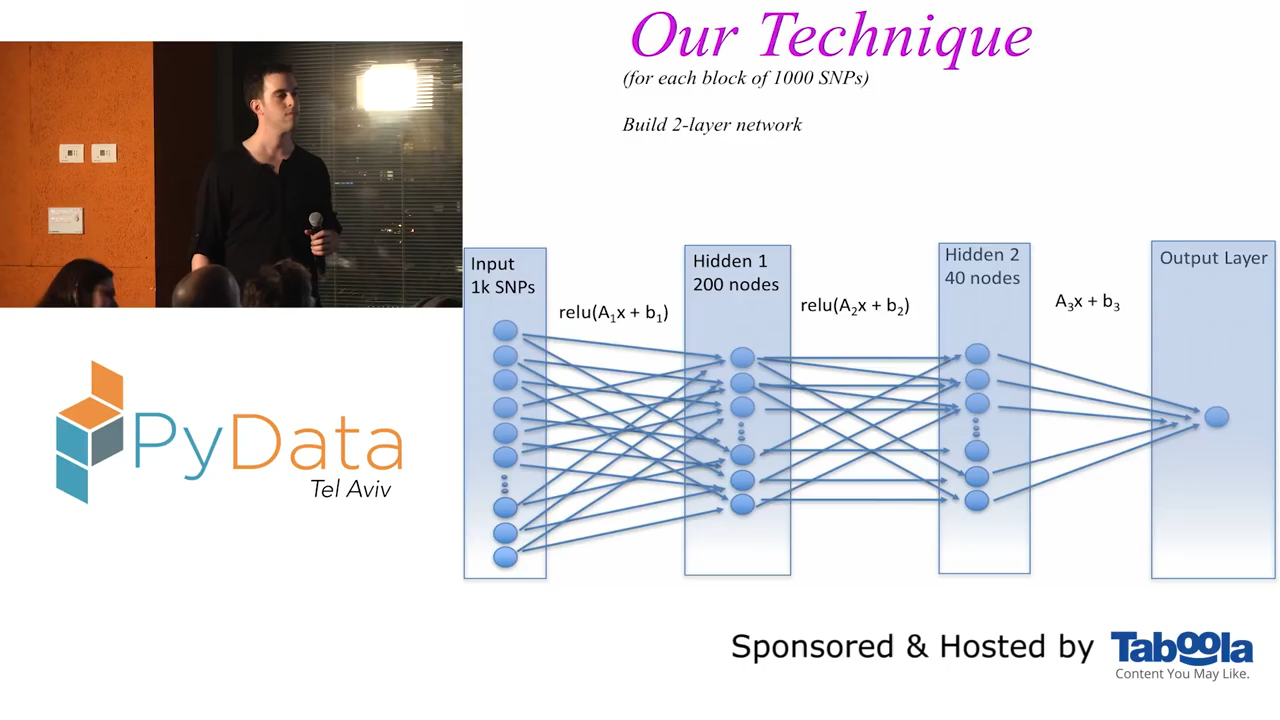 Our Technique
(for each block of 1000 SNPs)
Build 2-layer network
Input
1k SNPs
relu(A₁x + b₁)
Hidden 1
200 nodes
relu(A₂x + b₂)
Hidden 2
40 nodes
A₃x + b₃
Output Layer
PyData
Tel Aviv
Sponsored & Hosted by
Taboola
Content You May Like.